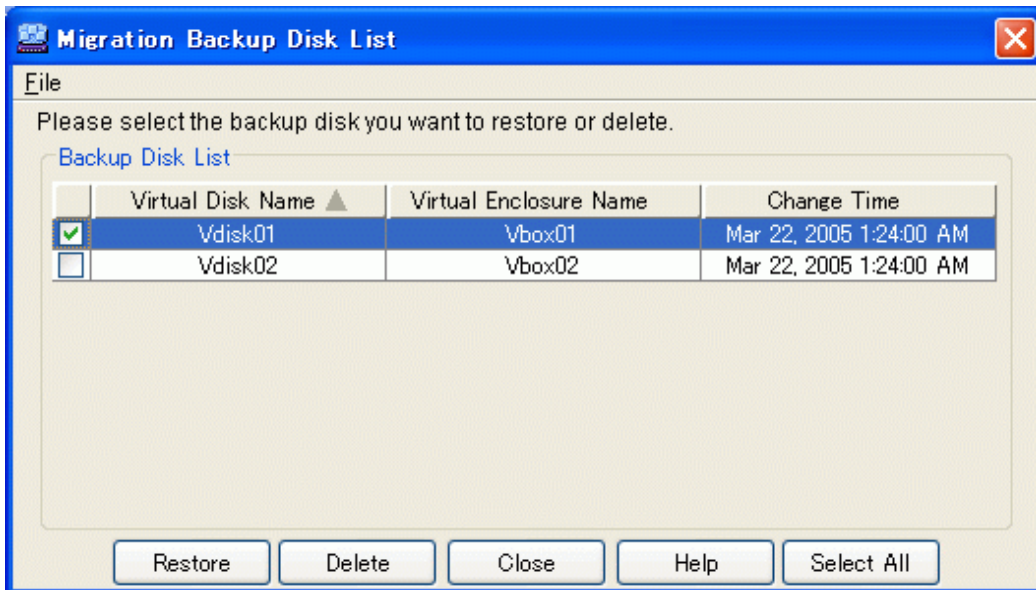 Migration Backup Disk List
File
Please select the backup disk you want to restore or delete.
Backup Disk List
Virtual Disk Name Virtual Enclosure Name Change Time
Vdisk01 Vbox01 Mar 22, 2005 1:24:00 AM
Vdisk02 Vbox02 Mar 22, 2005 1:24:00 AM
Restore Delete Close Help Select All